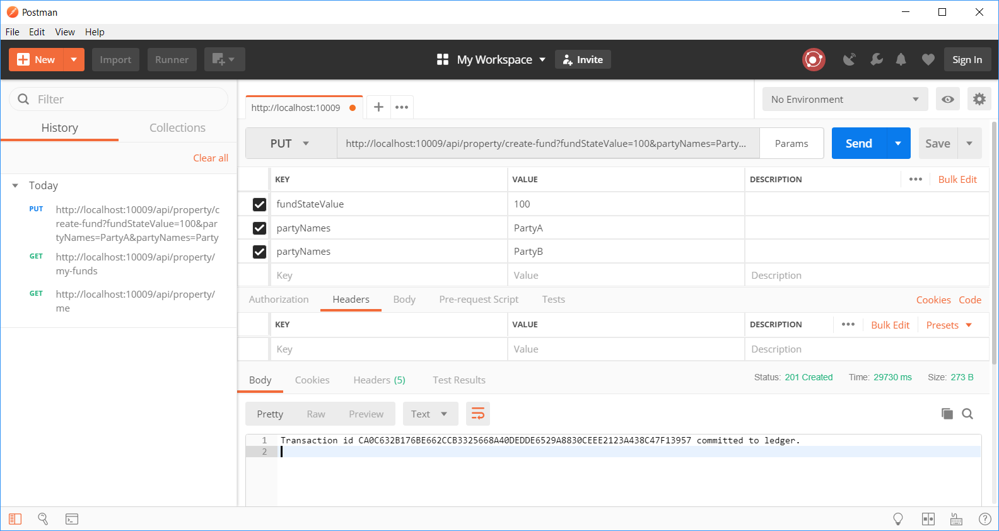 Postman
File Edit View Help
New Import Runner My Workspace Invite Sign In
Filter
History Collections
Clear all
Today
PUT http://localhost:10009/api/property/c
reate-fund?fundStateValue=100&par
tyNames=PartyA&partyNames=Party
GET http://localhost:10009/api/property/
my-funds
GET http://localhost:10009/api/property/
me
http://localhost:10009
No Environment
PUT http://localhost:10009/api/property/create-fund?fundStateValue=100&partyNames=Party... Params Send Save
KEY VALUE DESCRIPTION Bulk Edit
fundStateValue 100
partyNames PartyA
partyNames PartyB
Key Value Description
Authorization Headers Body Pre-request Script Tests Cookies Code
KEY VALUE DESCRIPTION Bulk Edit Presets
Key Value Description
Body Cookies Headers (5) Test Results Status: 201 Created Time: 29730 ms Size: 273 B
Pretty Raw Preview Text
1 Transaction id CA0C632B176BE662CCB3325668A40DEDDE6529A8830CEEE2123A438C47F13957 committed to ledger.
2